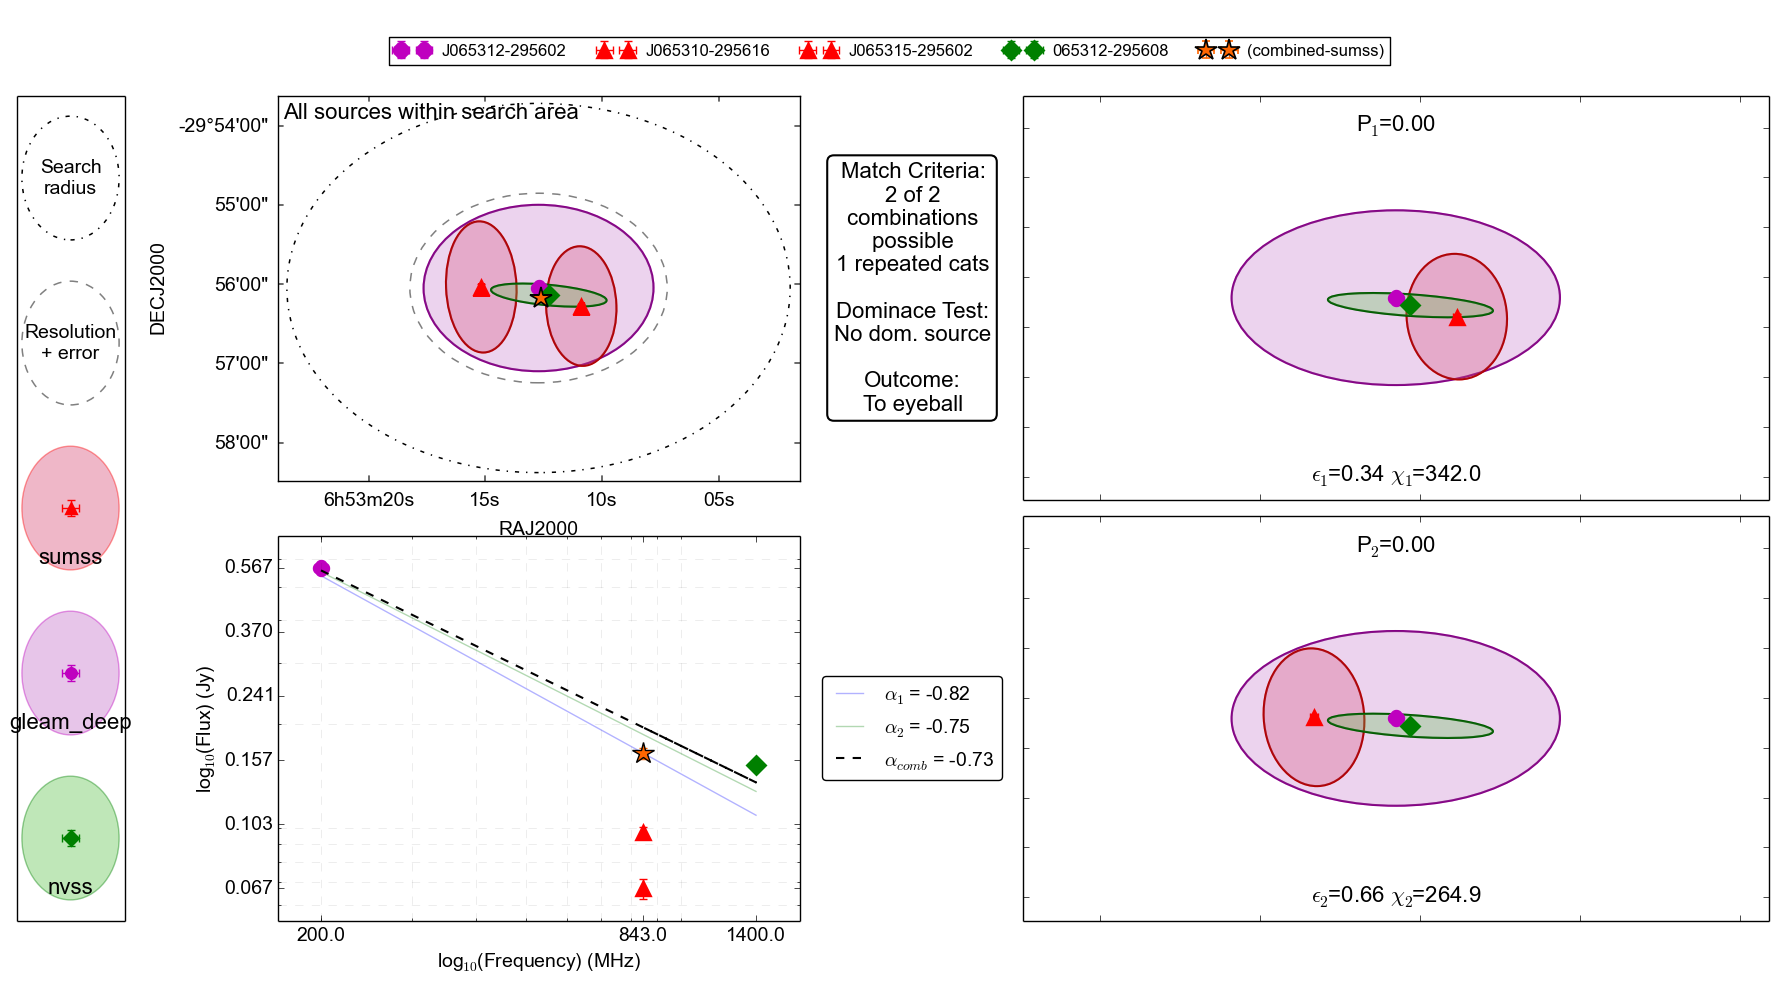 J065312-295602
J065310-295616
J065315-295602
065312-295608
(combined-sumss)
Search
radius
Resolution
+ error
sumss
gleam_deep
nvss
All sources within search area
DECJ2000
-29°54'00"
55'00"
56'00"
57'00"
58'00"
6h53m20s
15s
10s
05s
RAJ2000
Match Criteria:
2 of 2
combinations
possible
1 repeated cats
Dominace Test:
No dom. source
Outcome:
To eyeball
P₁=0.00
ϵ₁=0.34 χ₁=342.0
log₁₀(Flux) (Jy)
0.567
0.370
0.241
0.157
0.103
0.067
200.0
843.0
1400.0
log₁₀(Frequency) (MHz)
α₁ = -0.82
α₂ = -0.75
α_comb = -0.73
P₂=0.00
ϵ₂=0.66 χ₂=264.9